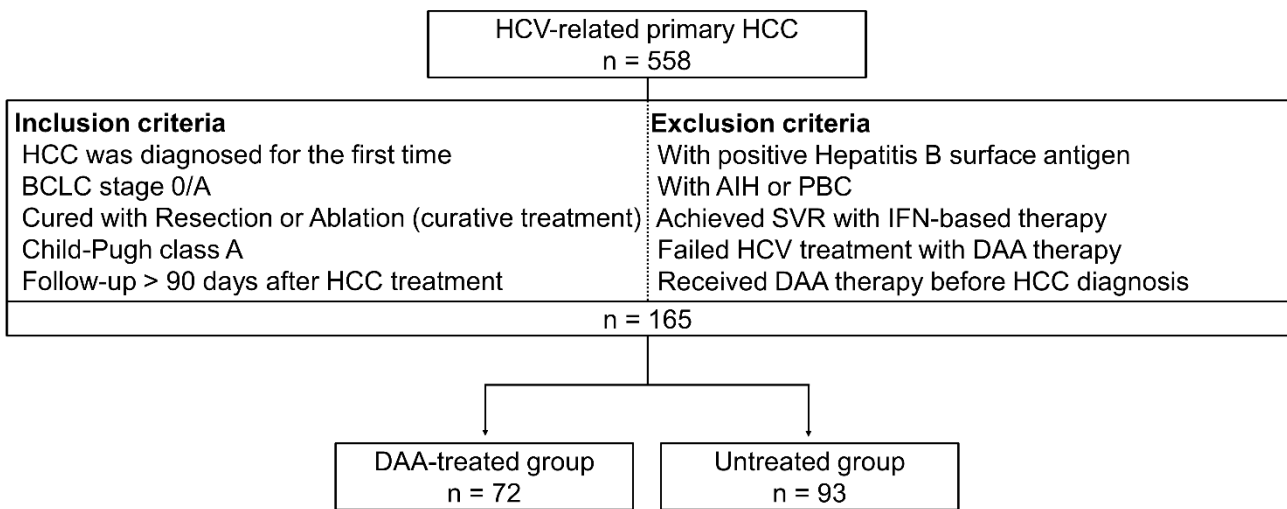 HCV-related primary HCC
n = 558
Inclusion criteria
HCC was diagnosed for the first time
BCLC stage 0/A
Cured with Resection or Ablation (curative treatment)
Child-Pugh class A
Follow-up > 90 days after HCC treatment
Exclusion criteria
With positive Hepatitis B surface antigen
With AIH or PBC
Achieved SVR with IFN-based therapy
Failed HCV treatment with DAA therapy
Received DAA therapy before HCC diagnosis
n = 165
DAA-treated group
n = 72
Untreated group
n = 93